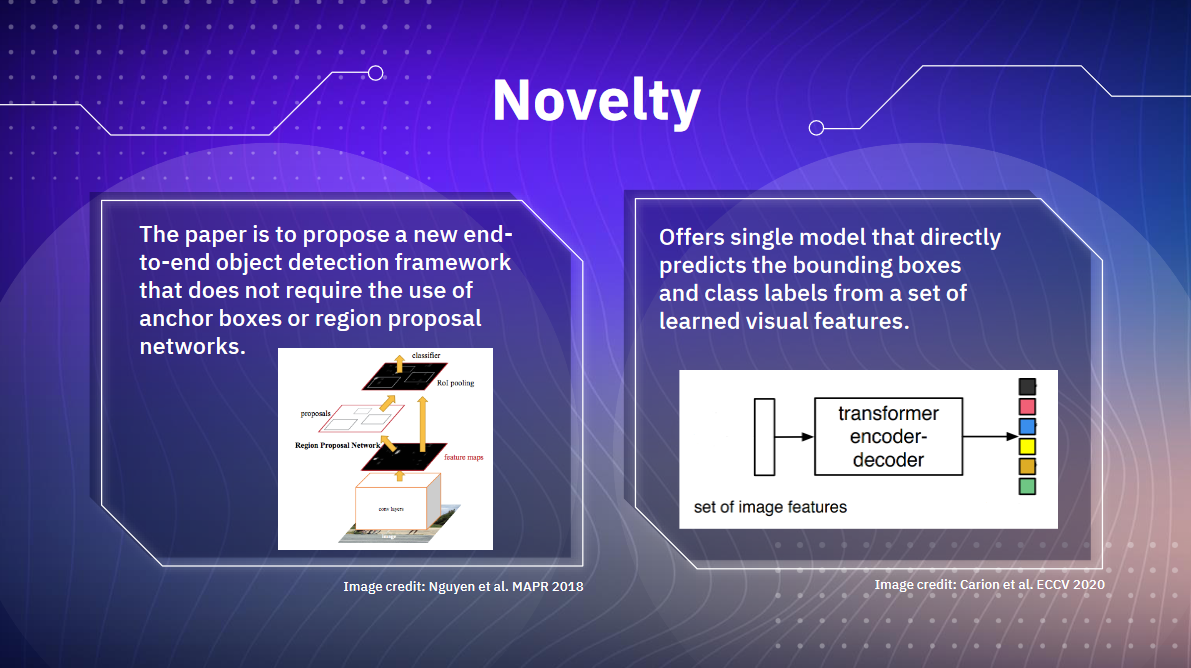 Novelty
The paper is to propose a new end-
to-end object detection framework
that does not require the use of
anchor boxes or region proposal
networks.
classifier
RoI pooling
proposals
Region Proposal Network
feature maps
conv layers
image
Image credit: Nguyen et al. MAPR 2018
Offers single model that directly
predicts the bounding boxes
and class labels from a set of
learned visual features.
transformer
encoder-
decoder
set of image features
Image credit: Carion et al. ECCV 2020